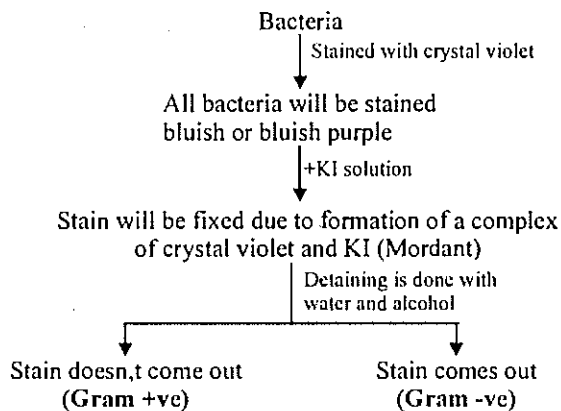 Bacteria
Stained with crystal violet
All bacteria will be stained
bluish or bluish purple
+KI solution
Stain will be fixed due to formation of a complex
of crystal violet and KI (Mordant)
Detaining is done with
water and alcohol
Stain doesn,t come out
(Gram +ve)
Stain comes out
(Gram -ve)